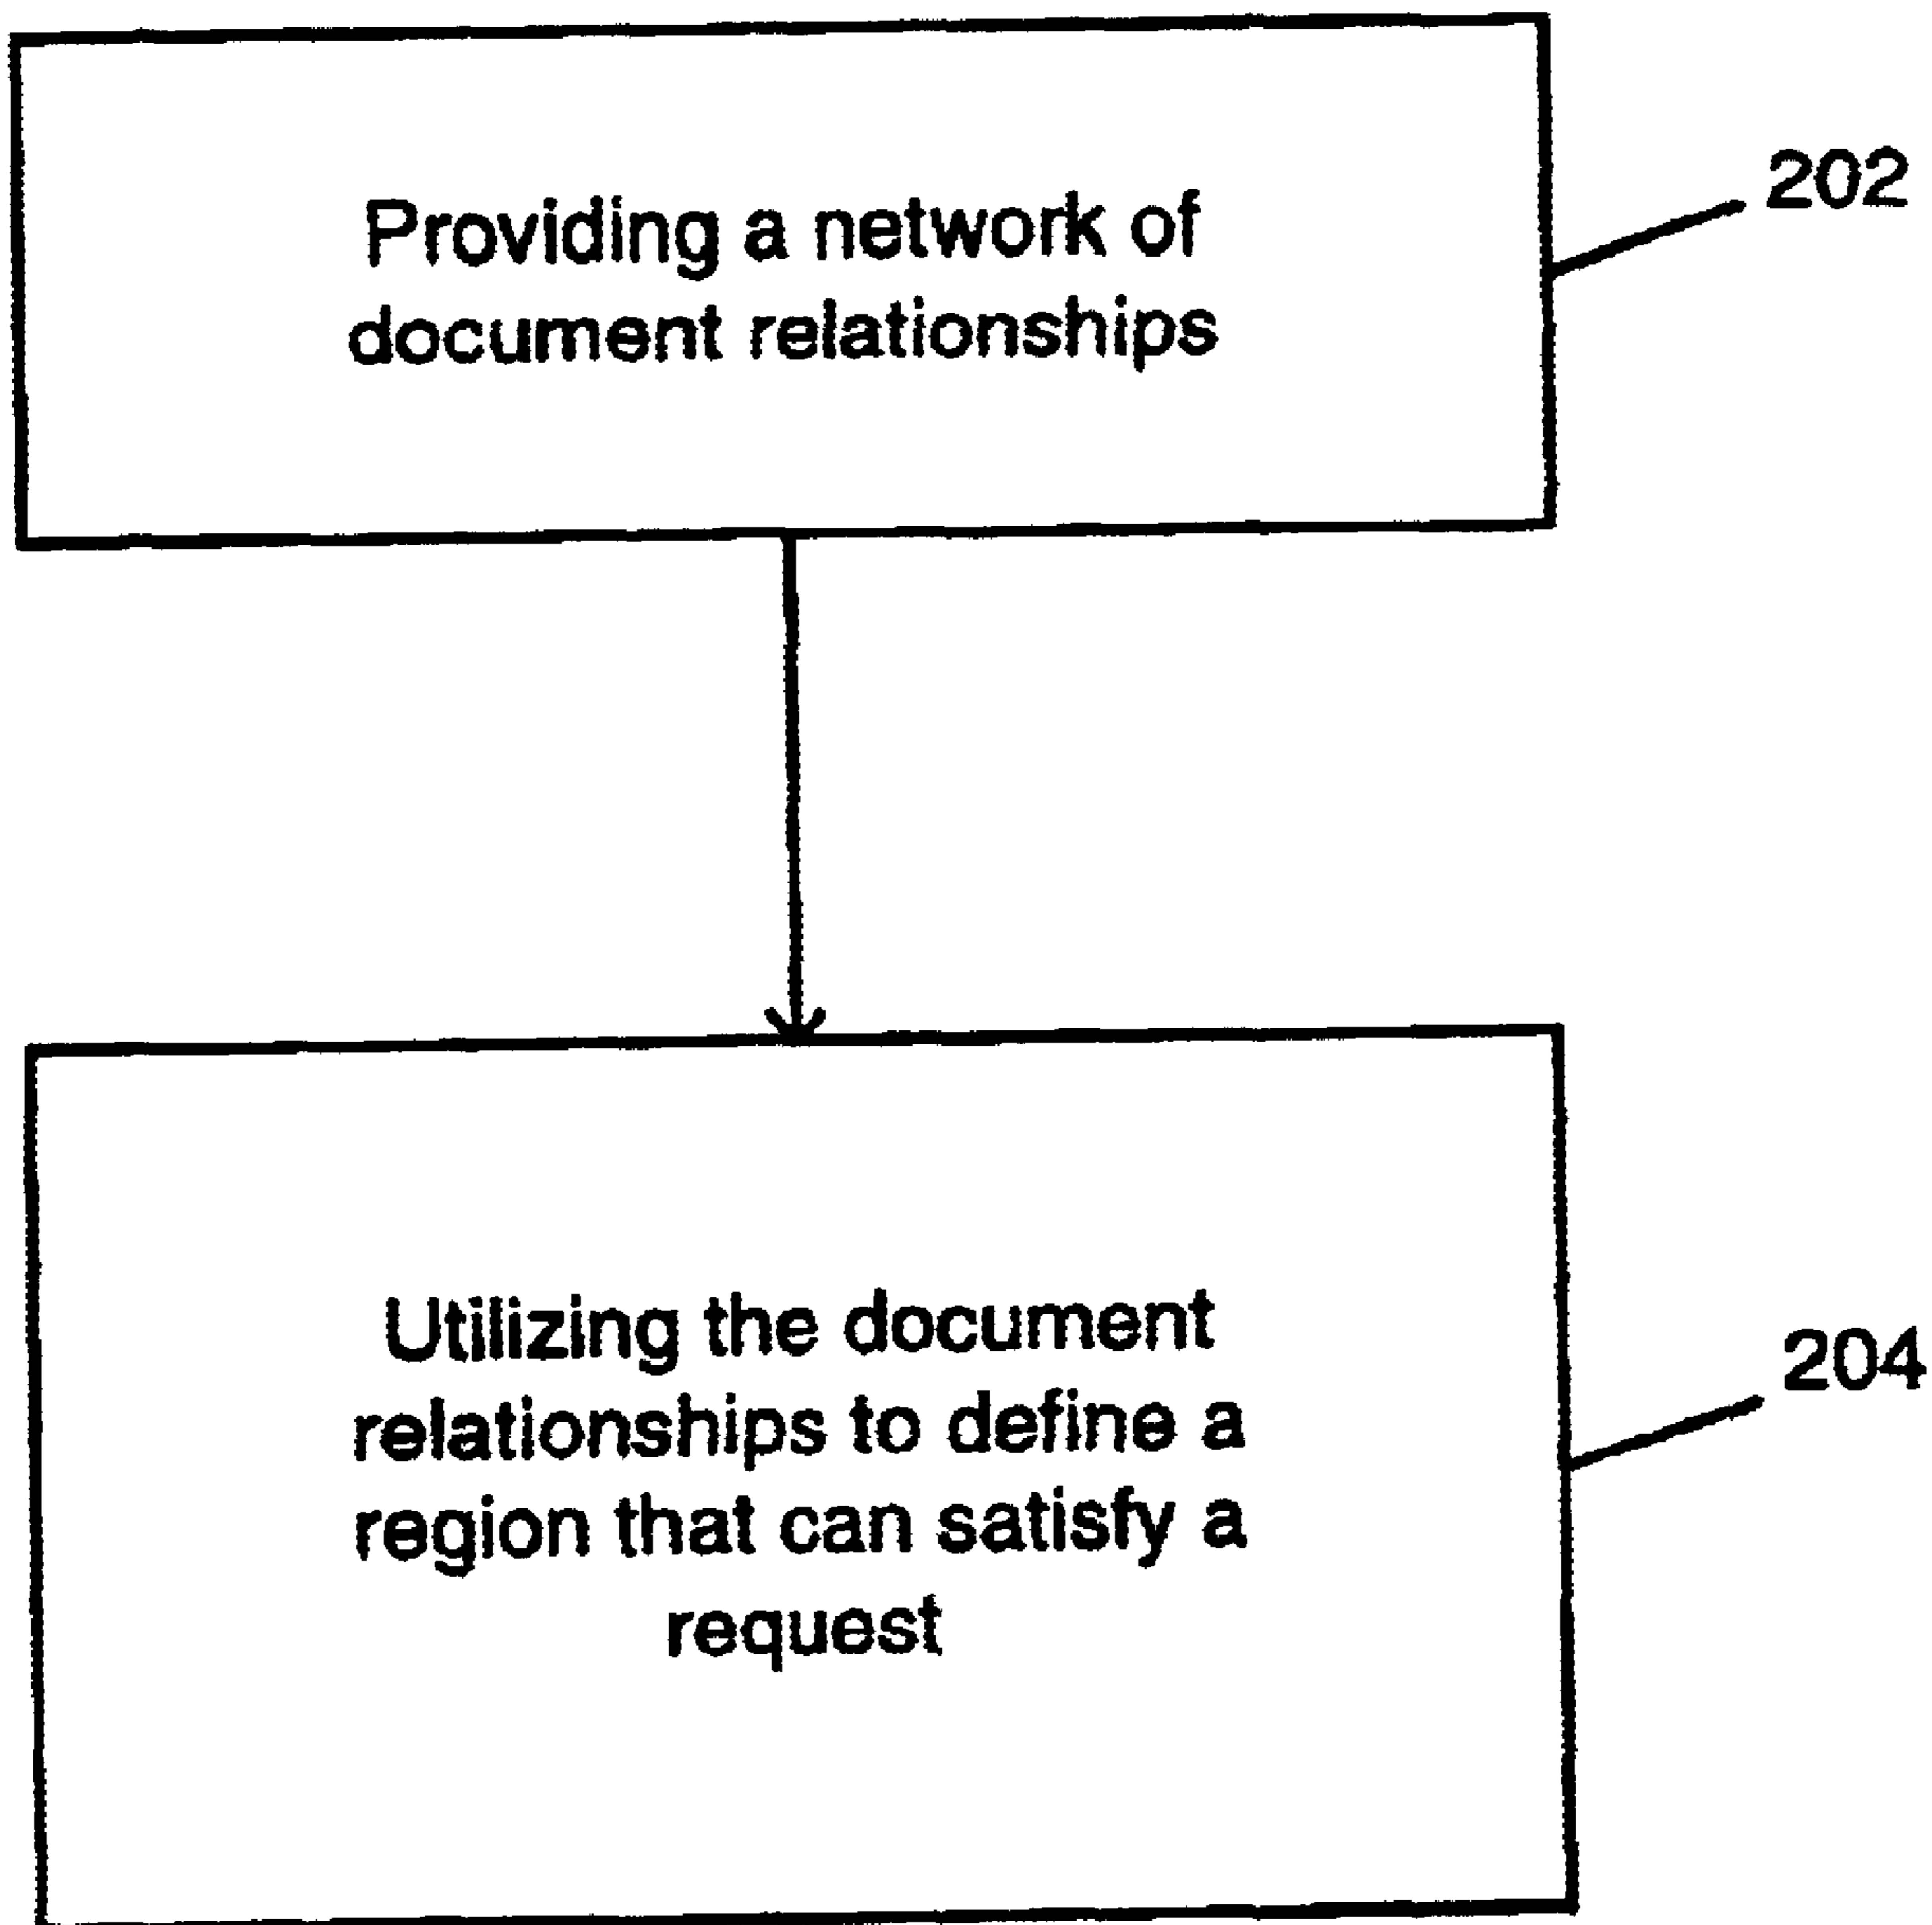 Providing a network of
document relationships
202
Utilizing the document
relationships to define a
region that can satisfy a
request
204